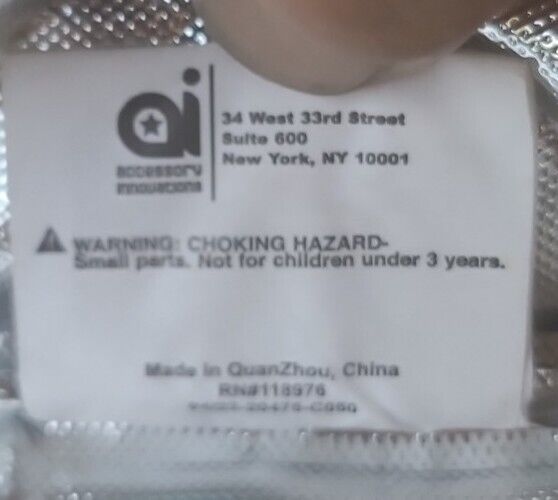 ai
accessory
innovations
34 West 33rd Street
Suite 600
New York, NY 10001
WARNING: CHOKING HAZARD-
Small parts. Not for children under 3 years.
Made in QuanZhou, China
RN#118976